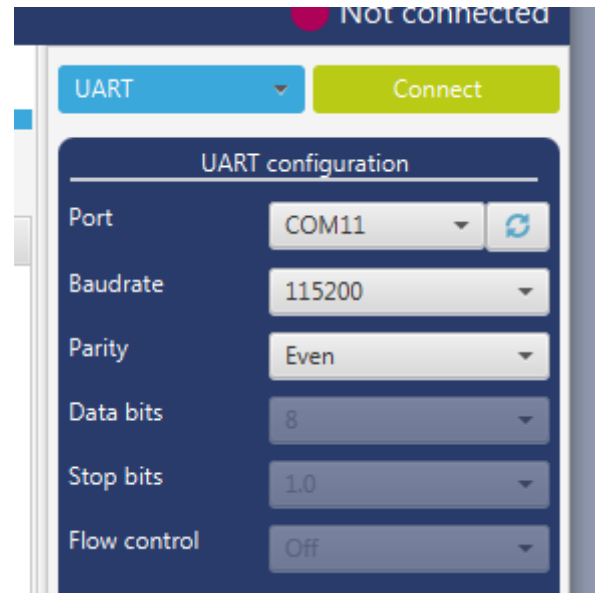 Not connected
UART Connect
UART configuration
Port COM11
Baudrate 115200
Parity Even
Data bits 8
Stop bits 1.0
Flow control Off